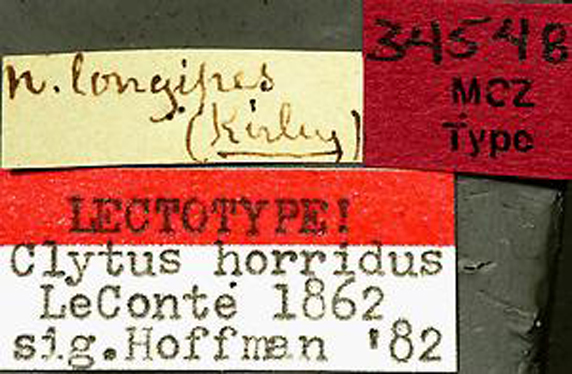 n. longipes
(Kirby)
34548
MCZ
Type
LECTOTYPE!
Clytus horridus
LeConte 1862
sig.Hoffman '82